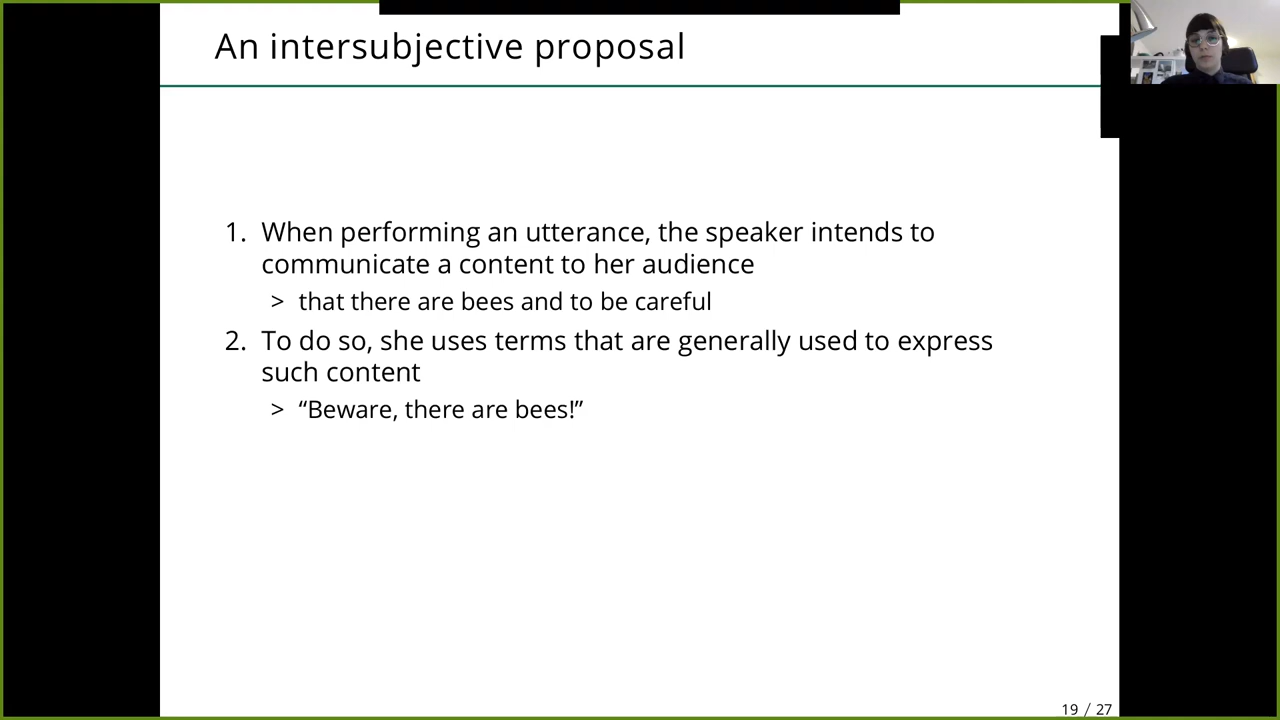 An intersubjective proposal
1. When performing an utterance, the speaker intends to
communicate a content to her audience
> that there are bees and to be careful
2. To do so, she uses terms that are generally used to express
such content
> “Beware, there are bees!”
19 / 27